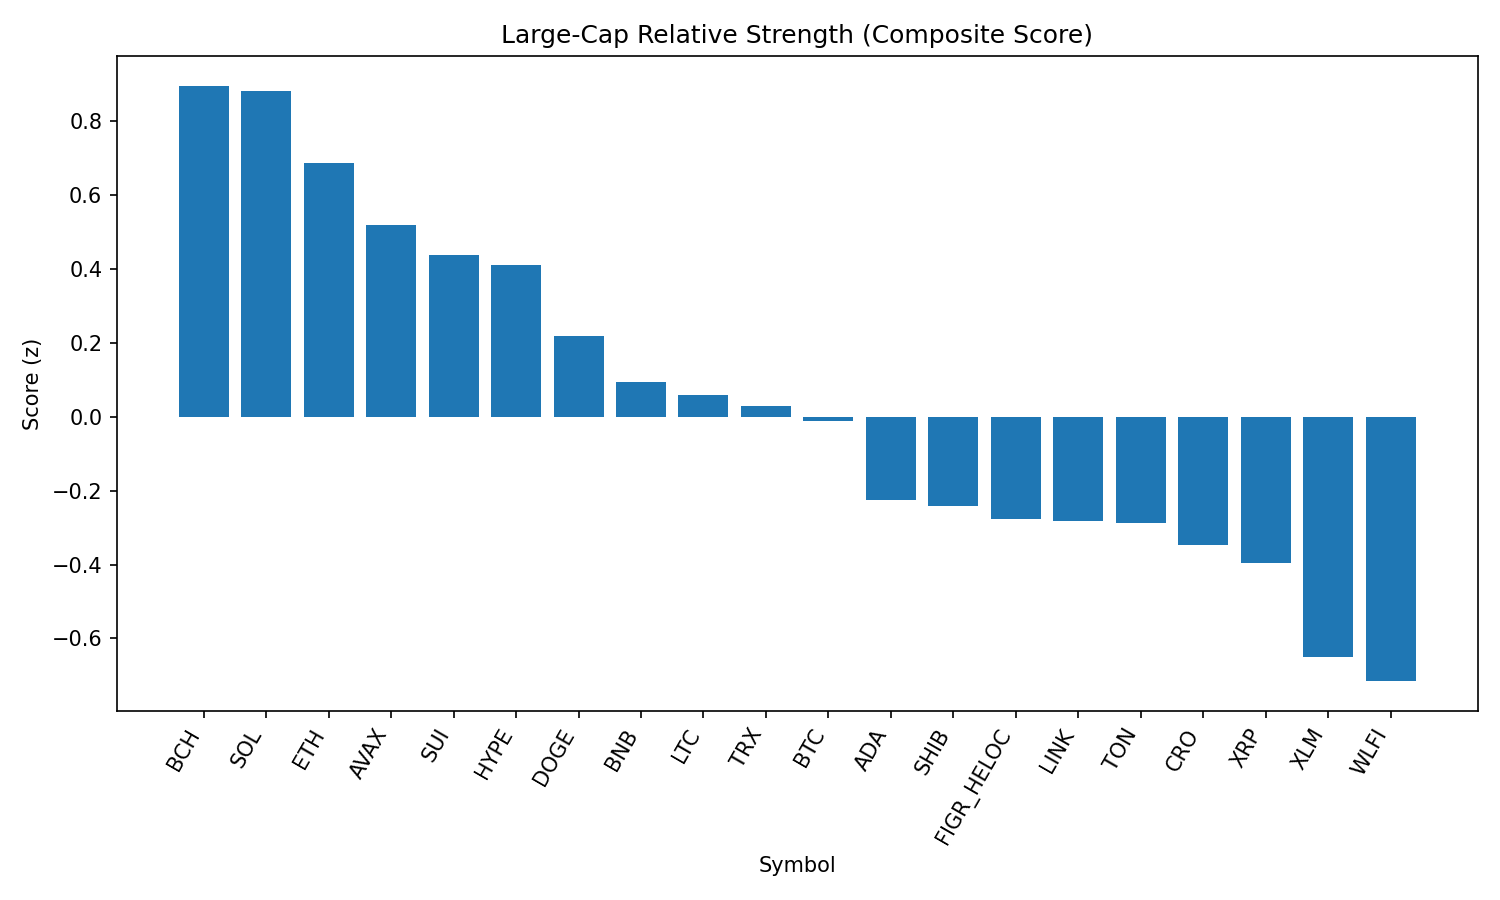 Large-Cap Relative Strength (Composite Score)
Score (z)
0.8
0.6
0.4
0.2
0.0
−0.2
−0.4
−0.6
BCH
SOL
ETH
AVAX
SUI
HYPE
DOGE
BNB
LTC
TRX
BTC
ADA
SHIB
FIGR_HELOC
LINK
TON
CRO
XRP
XLM
WLFI
Symbol